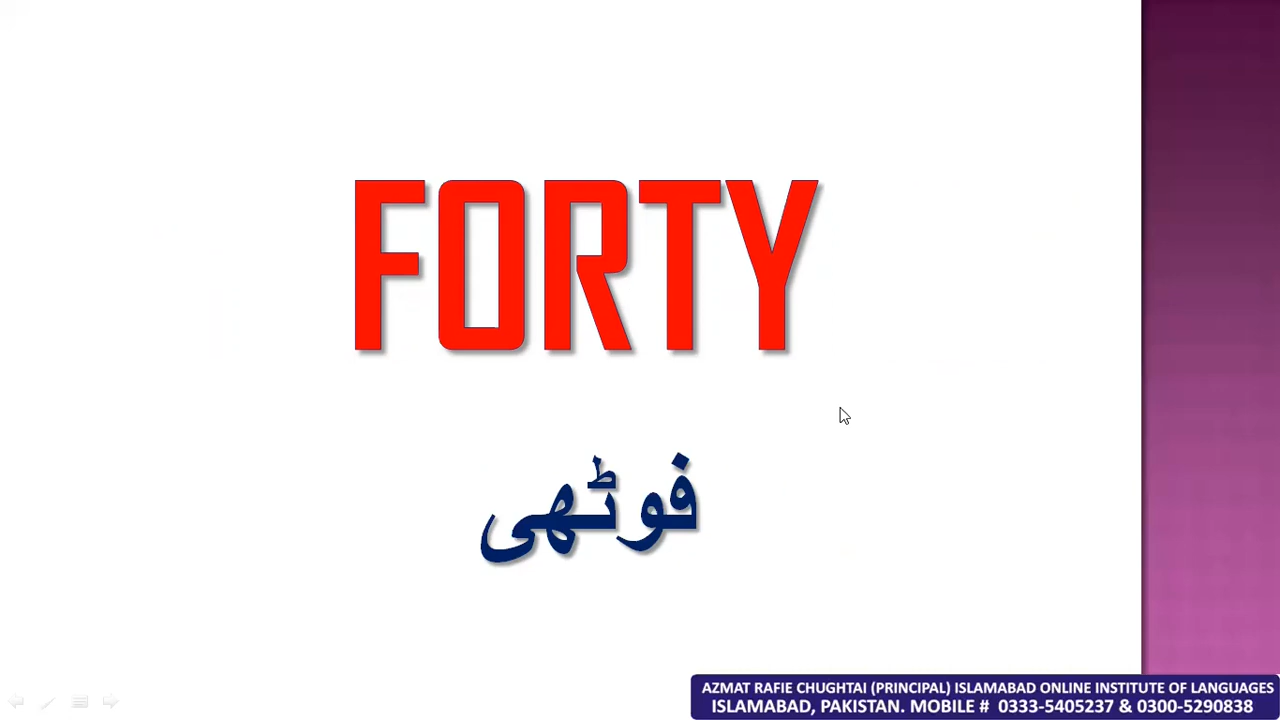 FORTY
فوٹھی
AZMAT RAFIE CHUGHTAI (PRINCIPAL) ISLAMABAD ONLINE INSTITUTE OF LANGUAGES
ISLAMABAD, PAKISTAN. MOBILE # 0333-5405237 & 0300-5290838